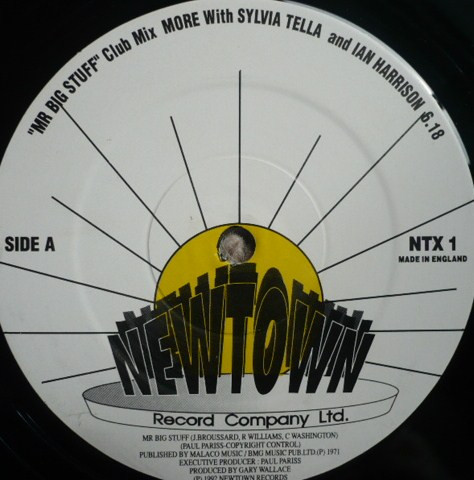 "MR BIG STUFF" Club Mix MORE With SYLVIA TELLA and IAN HARRISON 6.18
SIDE A
NTX 1
MADE IN ENGLAND
NEWTOWN
Record Company Ltd.
MR BIG STUFF (J.BROUSSARD, R WILLIAMS, C WASHINGTON)
(PAUL PARISS-COPYRIGHT CONTROL)
PUBLISHED BY MALACO MUSIC / BMG MUSIC PUB.LTD.(P) 1971
EXECUTIVE PRODUCER : PAUL PARISS
PRODUCED BY GARY WALLACE
(P) 1992 NEWTOWN RECORDS